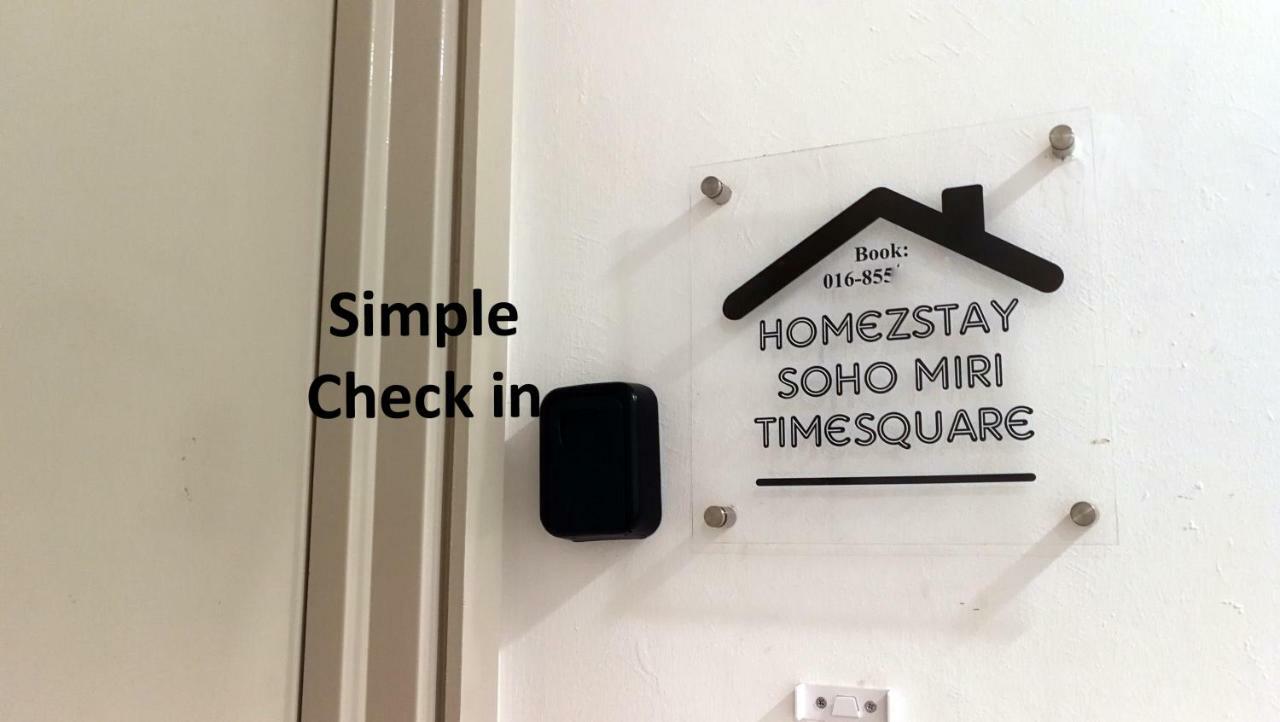 Simple
Check in
Book:
016-855
HOMEZSTAY
SOHO MIRI
TIMESQUARE